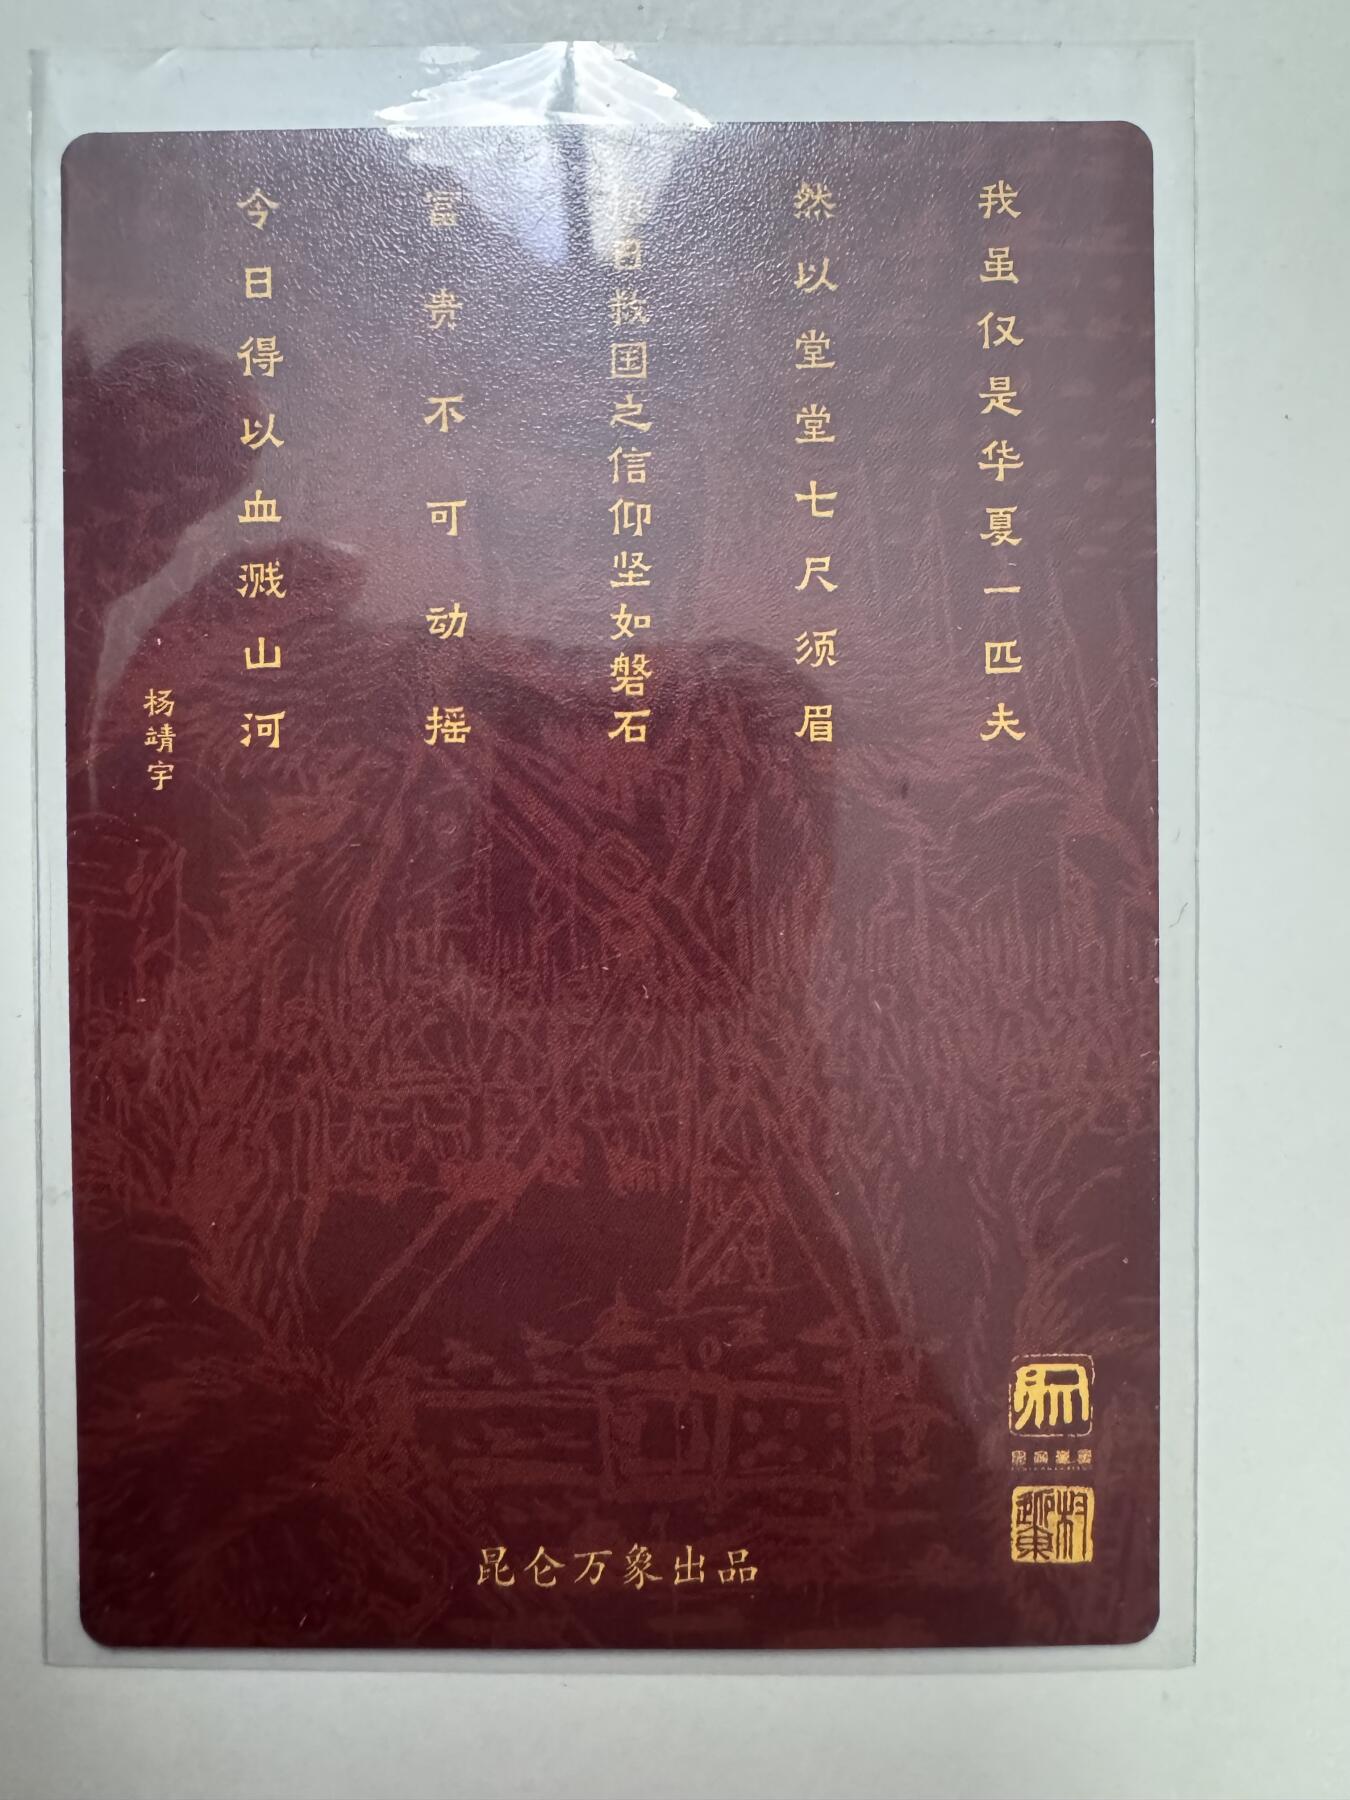 我虽仅是华夏一匹夫
然以堂堂七尺须眉
抗日救国之信仰坚如磐石
富贵不可动摇
今日得以血溅山河
杨靖宇
昆仑万象出品